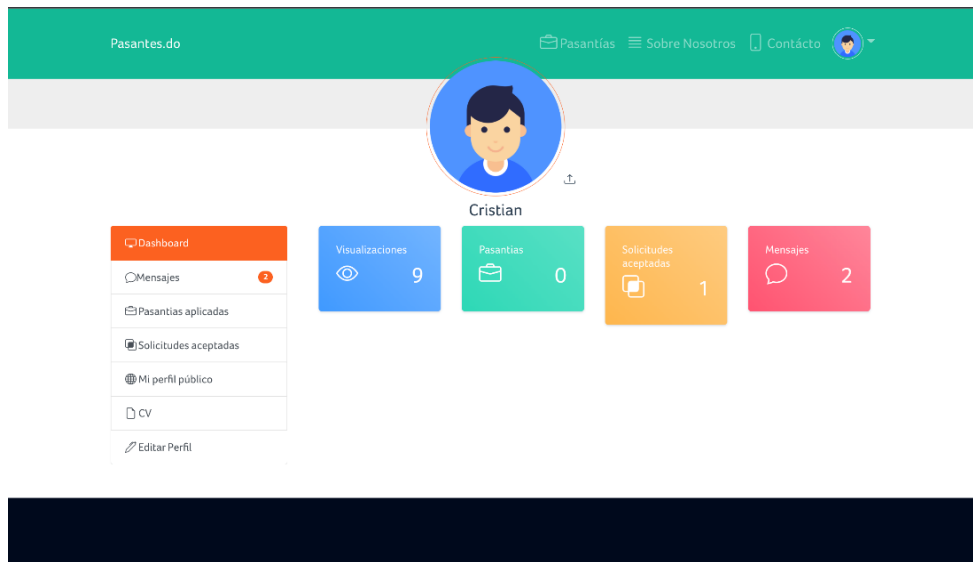 Pasantes.do
Pasantías Sobre Nosotros Contácto
Cristian
Dashboard
Mensajes 2
Pasantias aplicadas
Solicitudes aceptadas
Mi perfil público
CV
Editar Perfil
Visualizaciones
9
Pasantias
0
Solicitudes
aceptadas
1
Mensajes
2